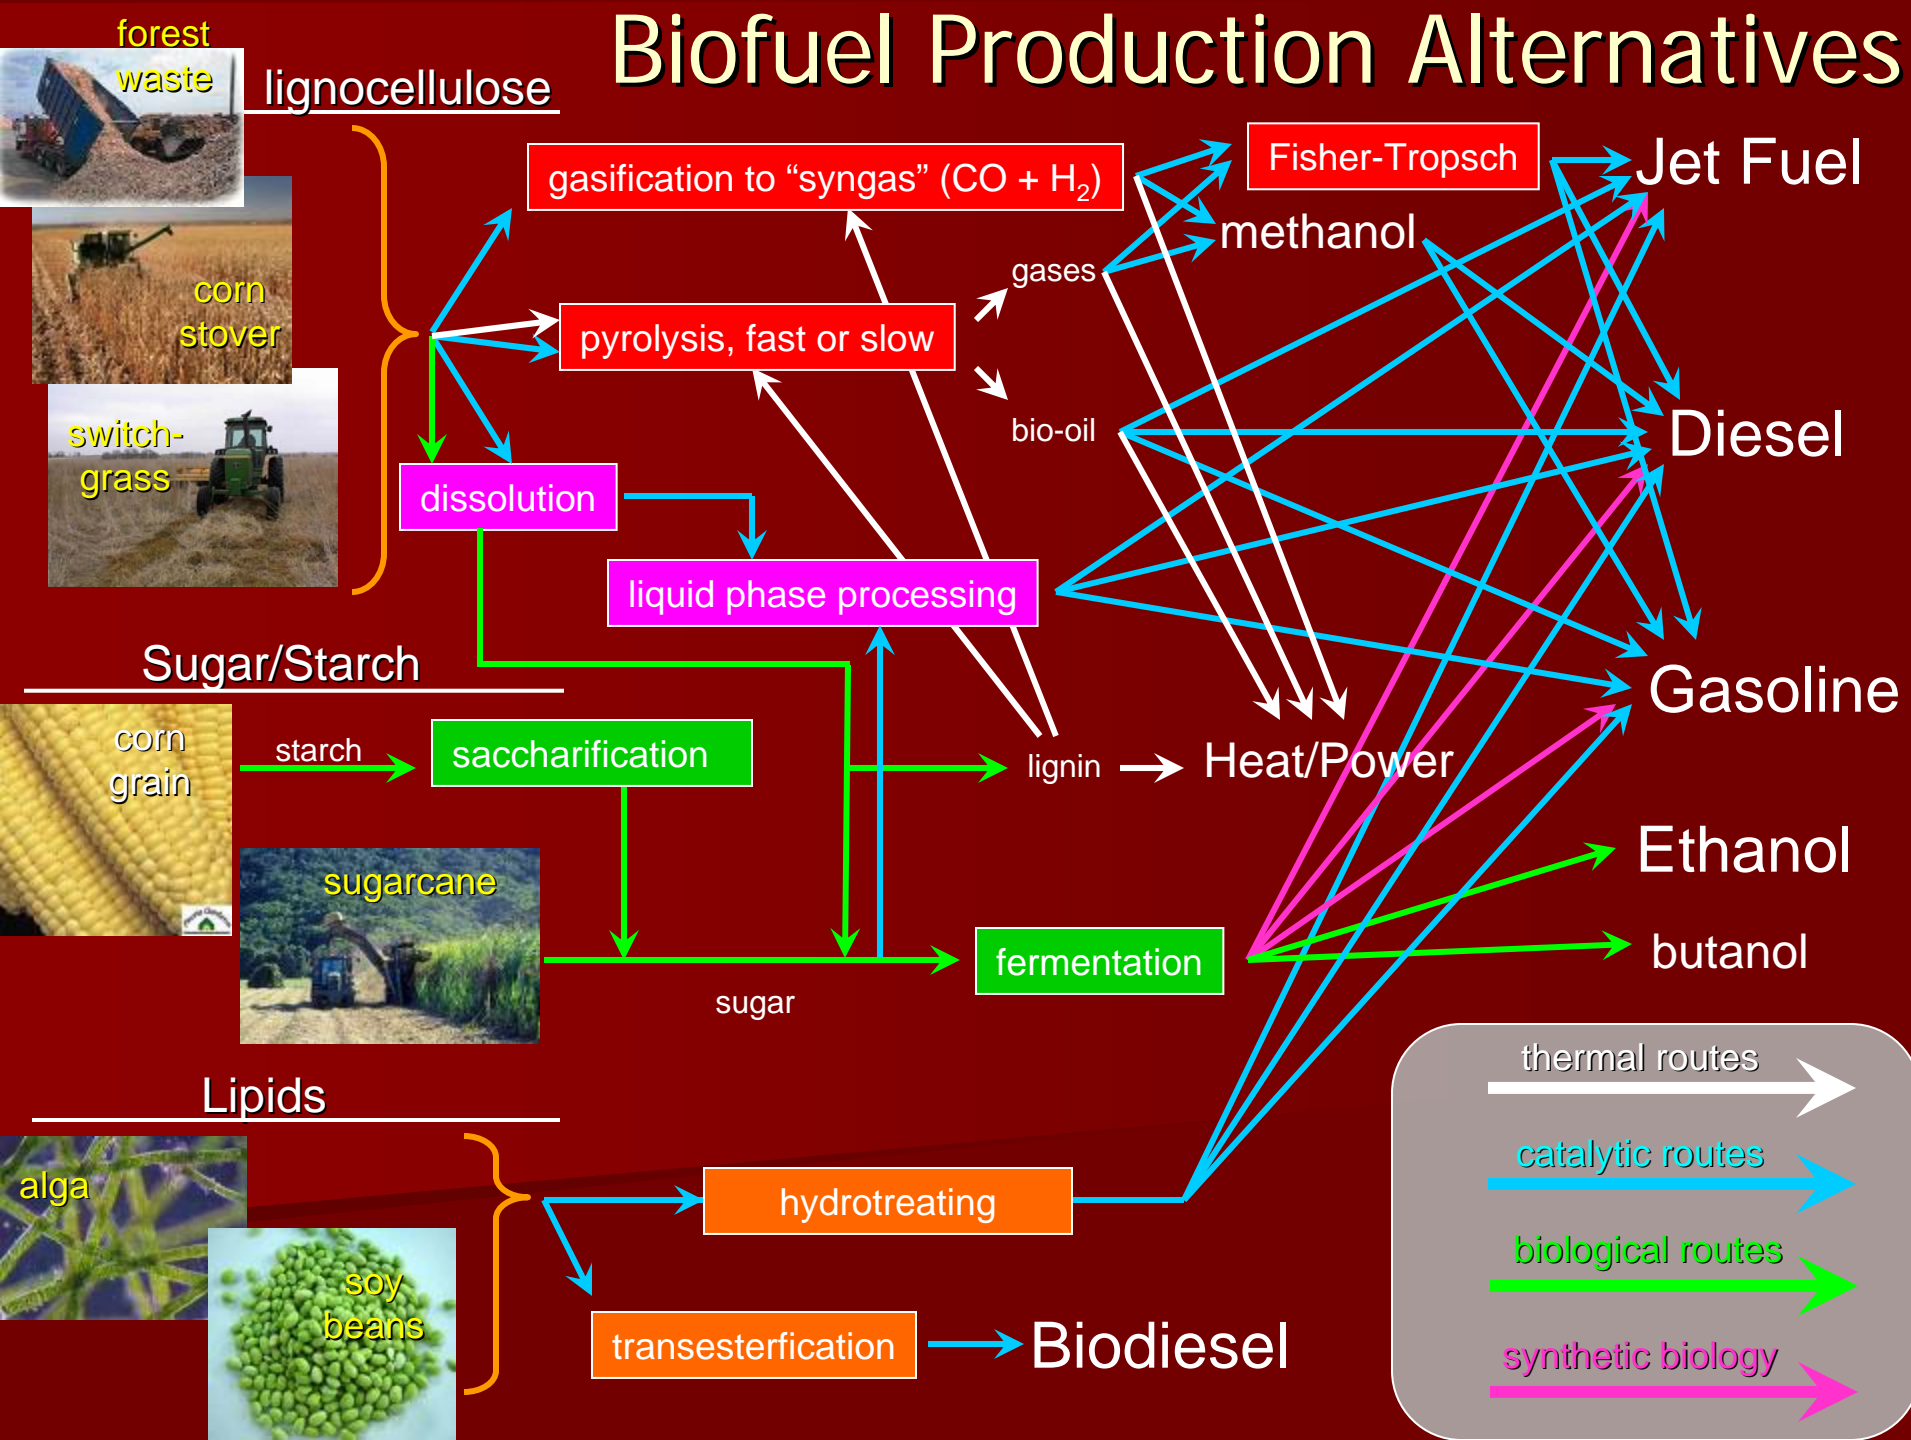 Biofuel Production Alternatives
forest
waste
lignocellulose
corn
stover
switch-
grass
gasification to “syngas” (CO + H₂)
Fisher-Tropsch
Jet Fuel
methanol
gases
pyrolysis, fast or slow
bio-oil
Diesel
dissolution
liquid phase processing
Sugar/Starch
Gasoline
corn
grain
starch
saccharification
lignin
Heat/Power
sugarcane
Ethanol
fermentation
butanol
sugar
Lipids
alga
soy
beans
hydrotreating
transesterfication
Biodiesel
thermal routes
catalytic routes
biological routes
synthetic biology